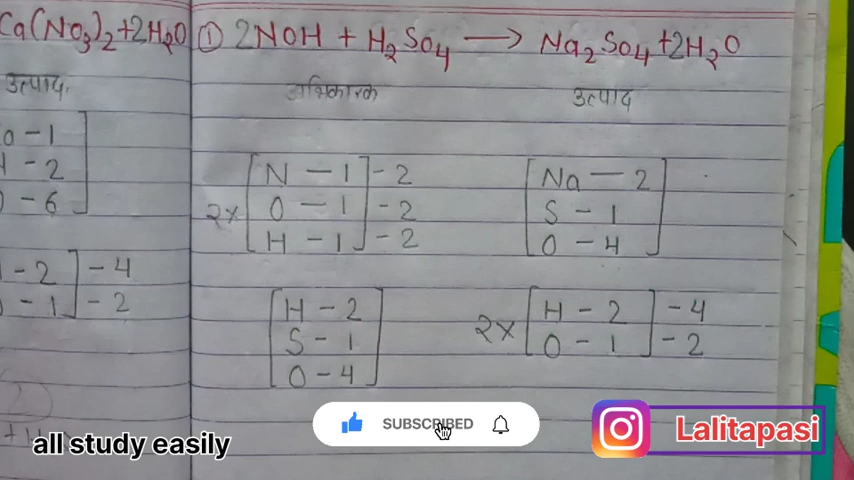 Ca(No3)2+2H2O
उत्पाद.
0-1
-2
-6
-2] -4
-1] -2
① 2NOH + H2SO4 → Na2SO4+2H2O
अभिकारक उत्पाद
2x [N - 1] - 2
O - 1 - 2
H - 1 - 2
[Na - 2
S - 1
O - 4]
[H - 2
S - 1
O - 4]
2x [H - 2] - 4
O - 1 - 2
SUBSCRIBED
all study easily
Lalitapasi